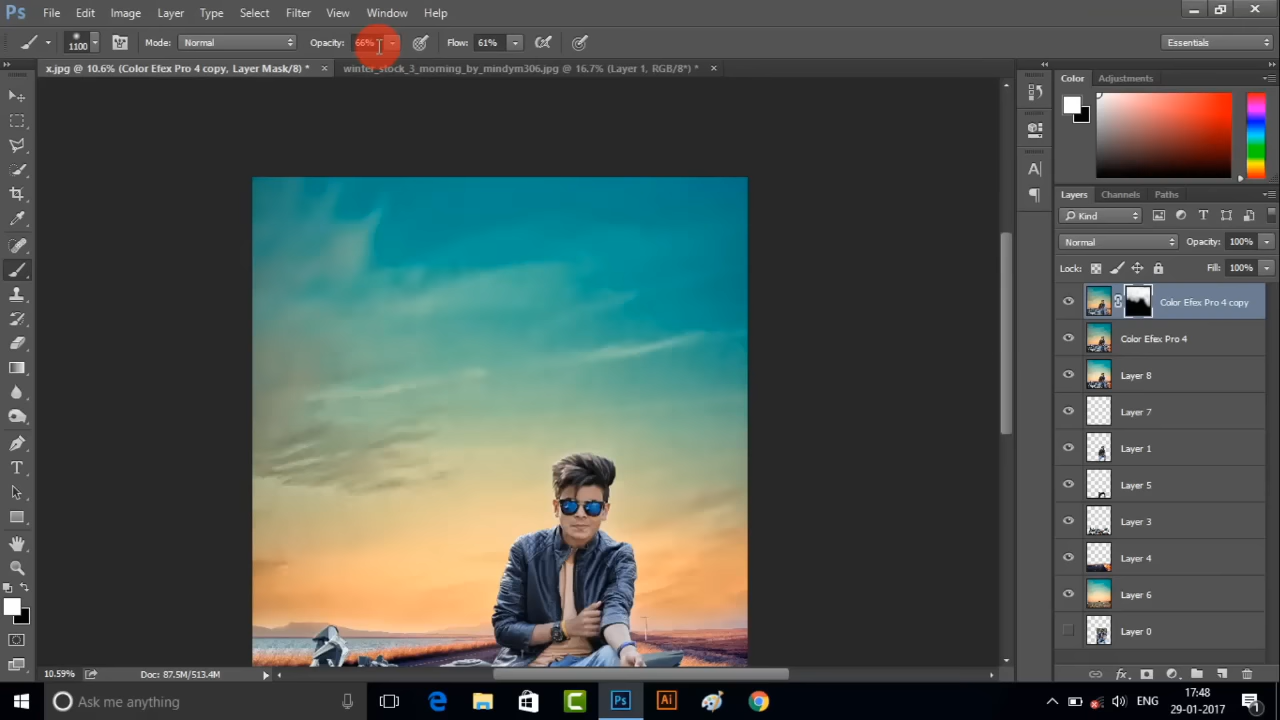 Ps File Edit Image Layer Type Select Filter View Window Help
1100 Mode: Normal Opacity: 66% Flow: 61% Essentials
x.jpg @ 10.6% (Color Efex Pro 4 copy, Layer Mask/8) * × winter_stock_3_morning_by_mindym306.jpg @ 16.7% (Layer 1, RGB/8*) * ×
Color Adjustments
Layers Channels Paths
Kind
Normal Opacity: 100%
Lock: Fill: 100%
Color Efex Pro 4 copy
Color Efex Pro 4
Layer 8
Layer 7
Layer 1
Layer 5
Layer 3
Layer 4
Layer 6
Layer 0
10.59% Doc: 87.5M/513.4M
Ask me anything Ps Ai ENG 17:48
29-01-2017